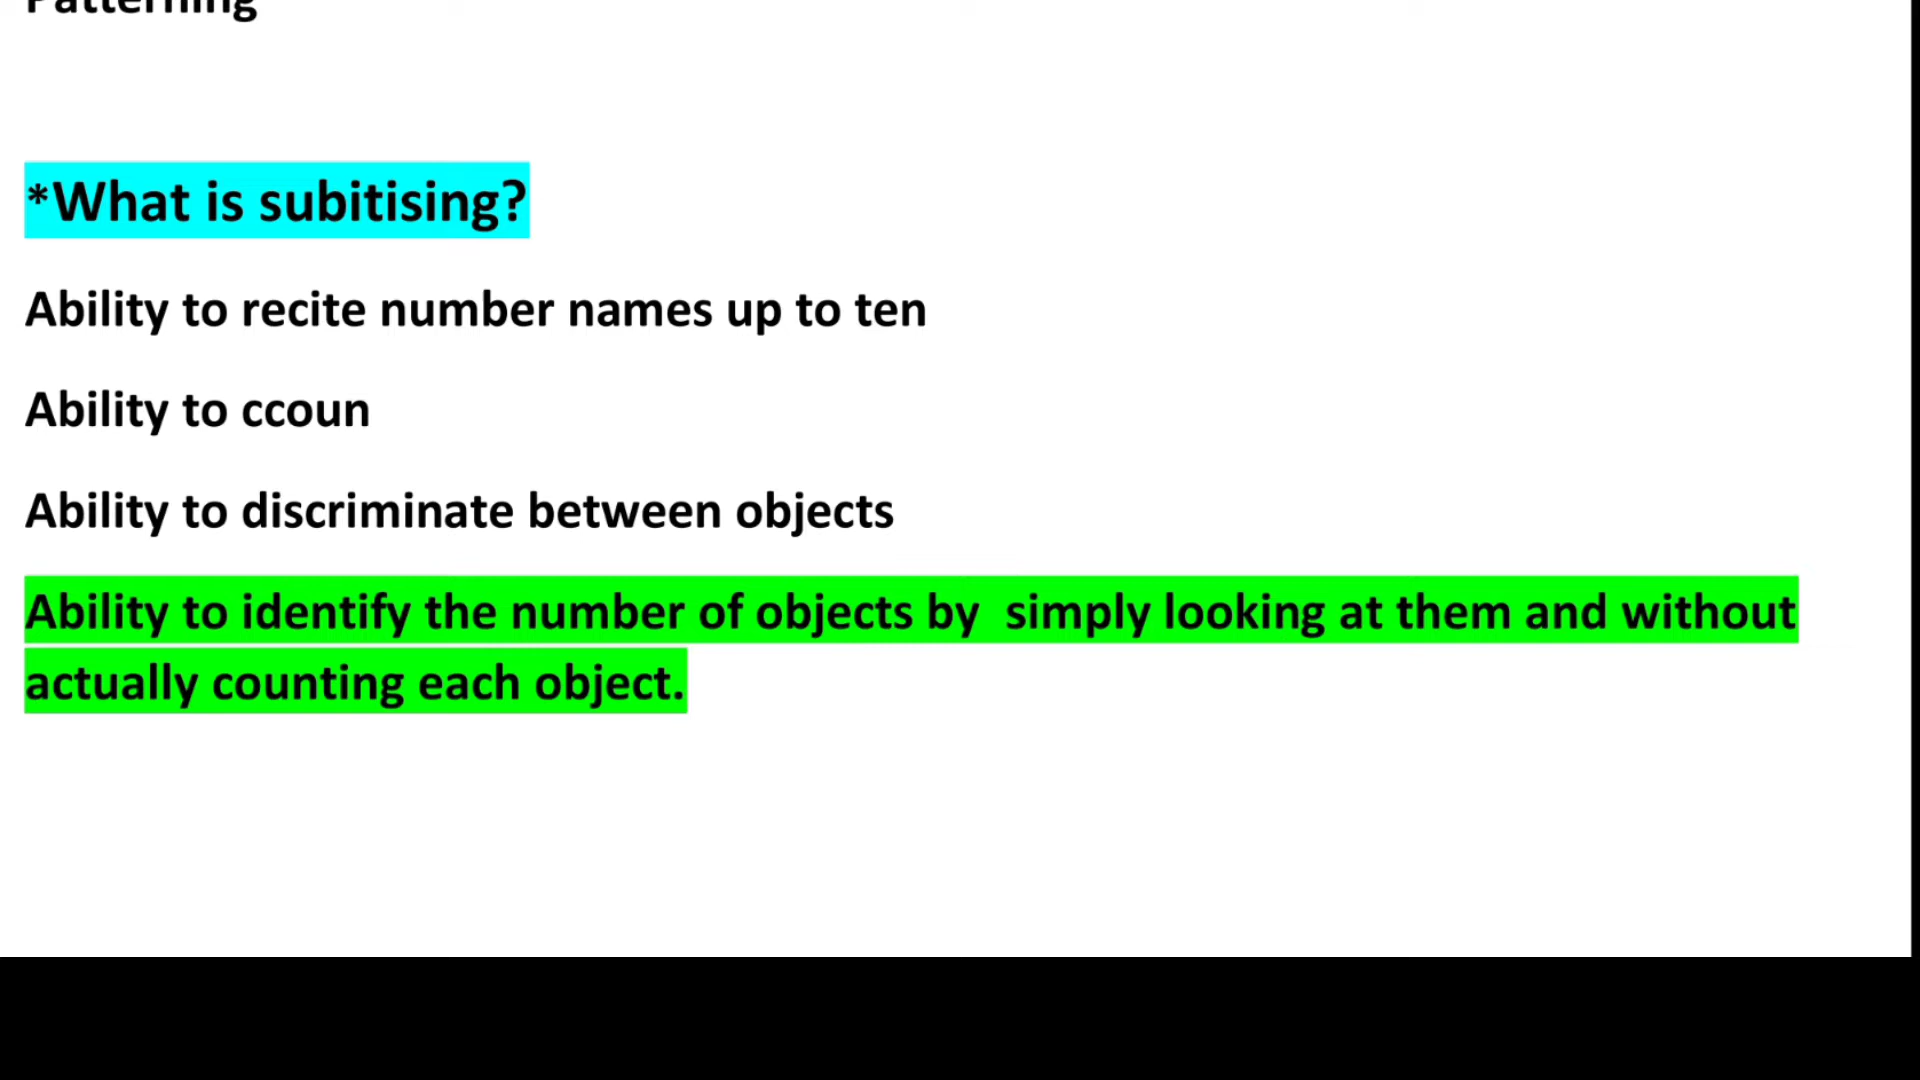 Patterning
*What is subitising?
Ability to recite number names up to ten
Ability to ccoun
Ability to discriminate between objects
Ability to identify the number of objects by  simply looking at them and without
actually counting each object.